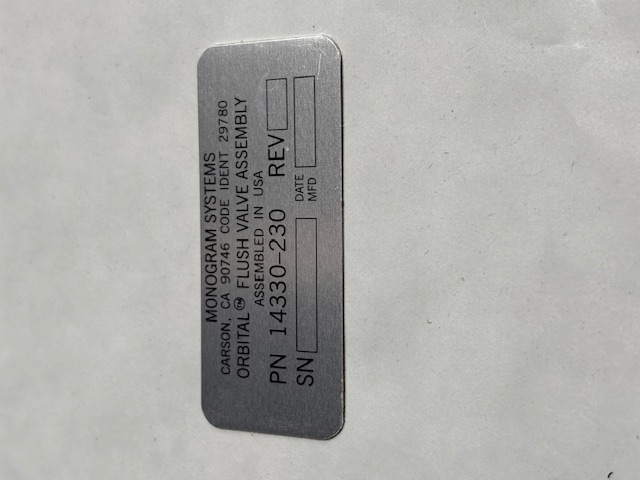 MONOGRAM SYSTEMS
CARSON, CA 90746 CODE IDENT 29780
ORBITAL™ FLUSH VALVE ASSEMBLY
ASSEMBLED IN USA
PN 14330-230 REV
SN DATE MFD